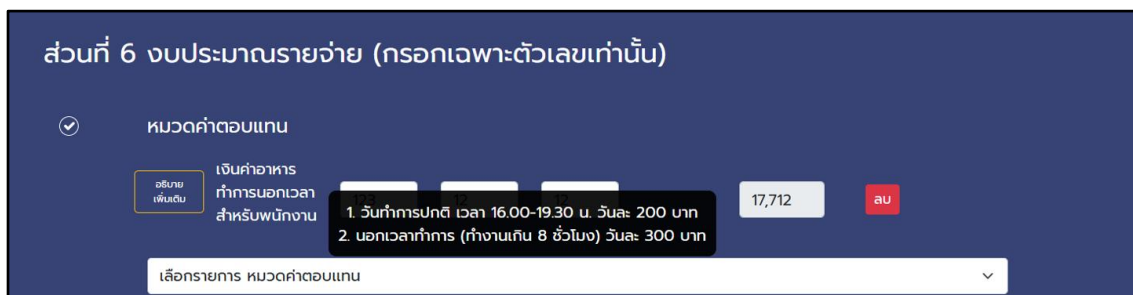 ส่วนที่ 6 งบประมาณรายจ่าย (กรอกเฉพาะตัวเลขเท่านั้น)
หมวดค่าตอบแทน
อธิบาย
เพิ่มเติม
เงินค่าอาหาร
ทำการนอกเวลา
สำหรับพนักงาน
123 12 12 17,712 ลบ
1. วันทำการปกติ เวลา 16.00-19.30 น. วันละ 200 บาท
2. นอกเวลาทำการ (ทำงานเกิน 8 ชั่วโมง) วันละ 300 บาท
เลือกรายการ หมวดค่าตอบแทน